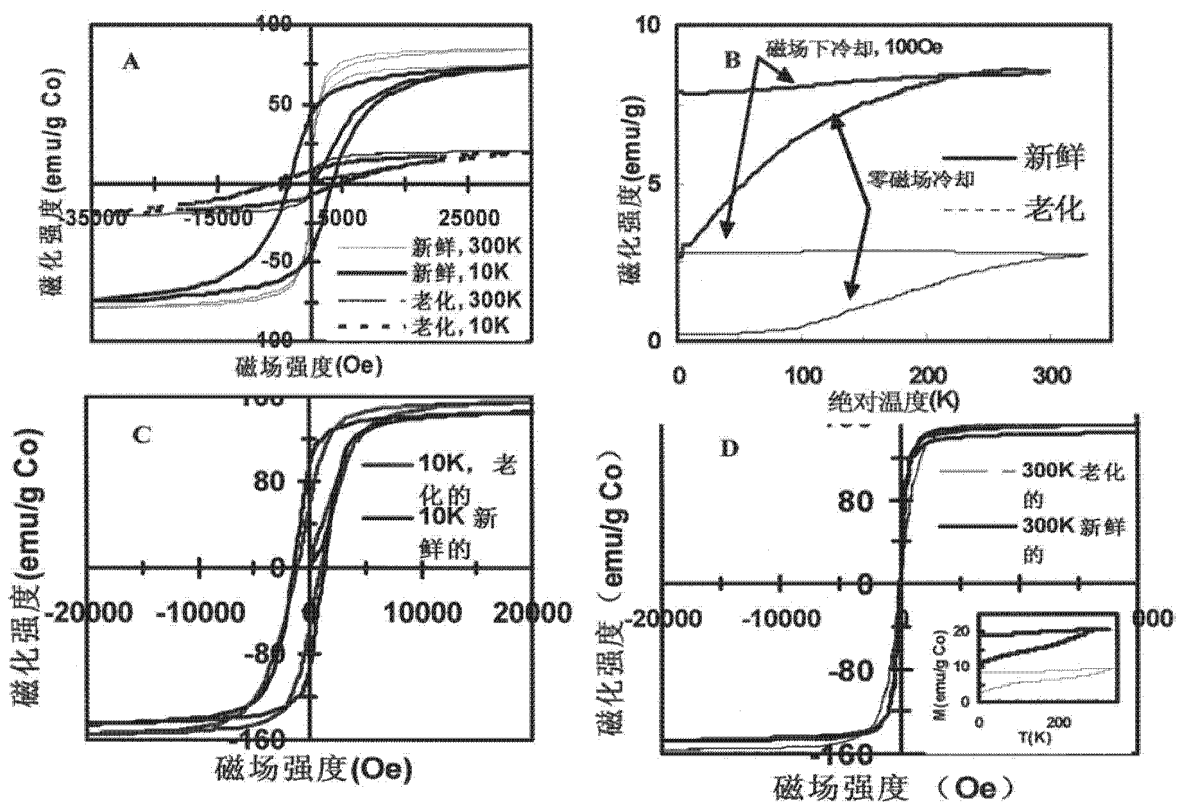 A
100
50
-35000
-15000
5000
25000
-50
100
磁化强度(emu/g Co)
新鲜, 300K
新鲜, 10K
老化, 300K
老化, 10K
磁场强度(Oe)
B
10
5
0
磁场下冷却, 100Oe
新鲜
零磁场冷却
老化
磁化强度(emu/g)
0
100
200
300
绝对温度(K)
C
80
10K, 老
化的
10K 新
鲜的
0
-20000
-10000
0
10000
20000
-80
-160
磁化强度(emu/g Co)
磁场强度(Oe)
D
80
300K 老化
的
300K 新鲜
的
0
-20000
-10000
0
000
-80
-160
磁化强度 (emu/g Co)
20
10
0
M(emu/g Co)
0
200
T(K)
磁场强度 (Oe)